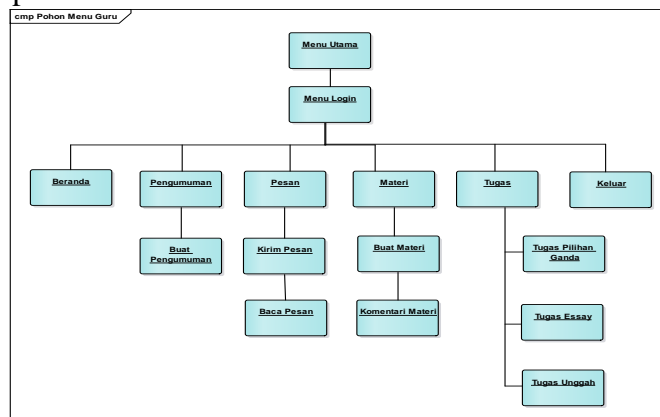 cmp Pohon Menu Guru
Menu Utama
Menu Login
Beranda
Pengumuman
Pesan
Materi
Tugas
Keluar
Buat
Pengumuman
Kirim Pesan
Buat Materi
Tugas Pilihan
Ganda
Baca Pesan
Komentari Materi
Tugas Essay
Tugas Unggah